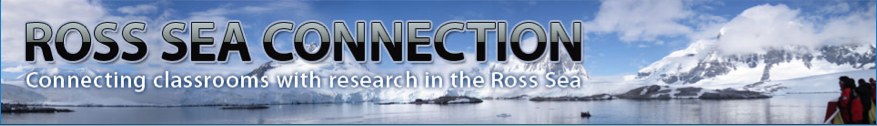 ROSS SEA CONNECTION
Connecting classrooms with research in the Ross Sea